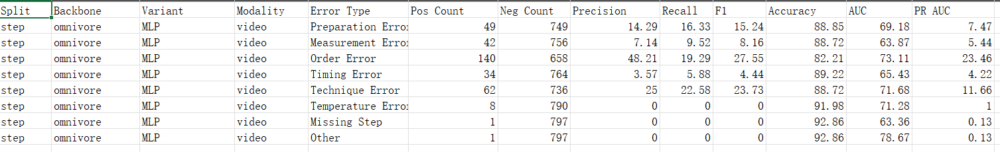 Split Backbone Variant Modality Error Type Pos Count Neg Count Precision Recall F1 Accuracy AUC PR AUC
step omnivore MLP video Preparation Erro 49 749 14.29 16.33 15.24 88.85 69.18 7.47
step omnivore MLP video Measurement Erro 42 756 7.14 9.52 8.16 88.72 63.87 5.44
step omnivore MLP video Order Error 140 658 48.21 19.29 27.55 82.21 73.11 23.46
step omnivore MLP video Timing Error 34 764 3.57 5.88 4.44 89.22 65.43 4.22
step omnivore MLP video Technique Error 62 736 25 22.58 23.73 88.72 71.68 11.66
step omnivore MLP video Temperature Erro 8 790 0 0 0 91.98 71.28 1
step omnivore MLP video Missing Step 1 797 0 0 0 92.86 63.36 0.13
step omnivore MLP video Other 1 797 0 0 0 92.86 78.67 0.13